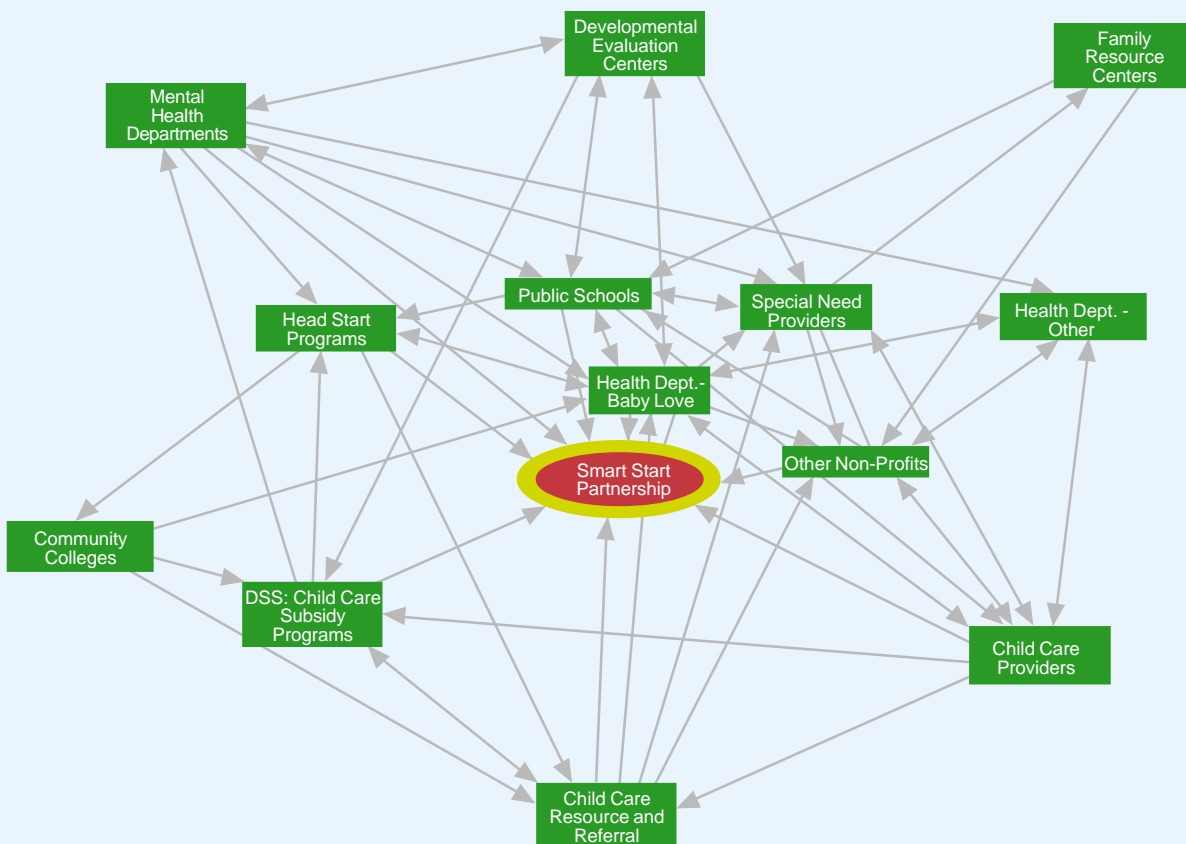 Developmental
Evaluation
Centers
Family
Resource
Centers
Mental
Health
Departments
Public Schools
Special Need
Providers
Health Dept. -
Other
Head Start
Programs
Health Dept.-
Baby Love
Other Non-Profits
Smart Start
Partnership
Community
Colleges
DSS: Child Care
Subsidy
Programs
Child Care
Providers
Child Care
Resource and
Referral